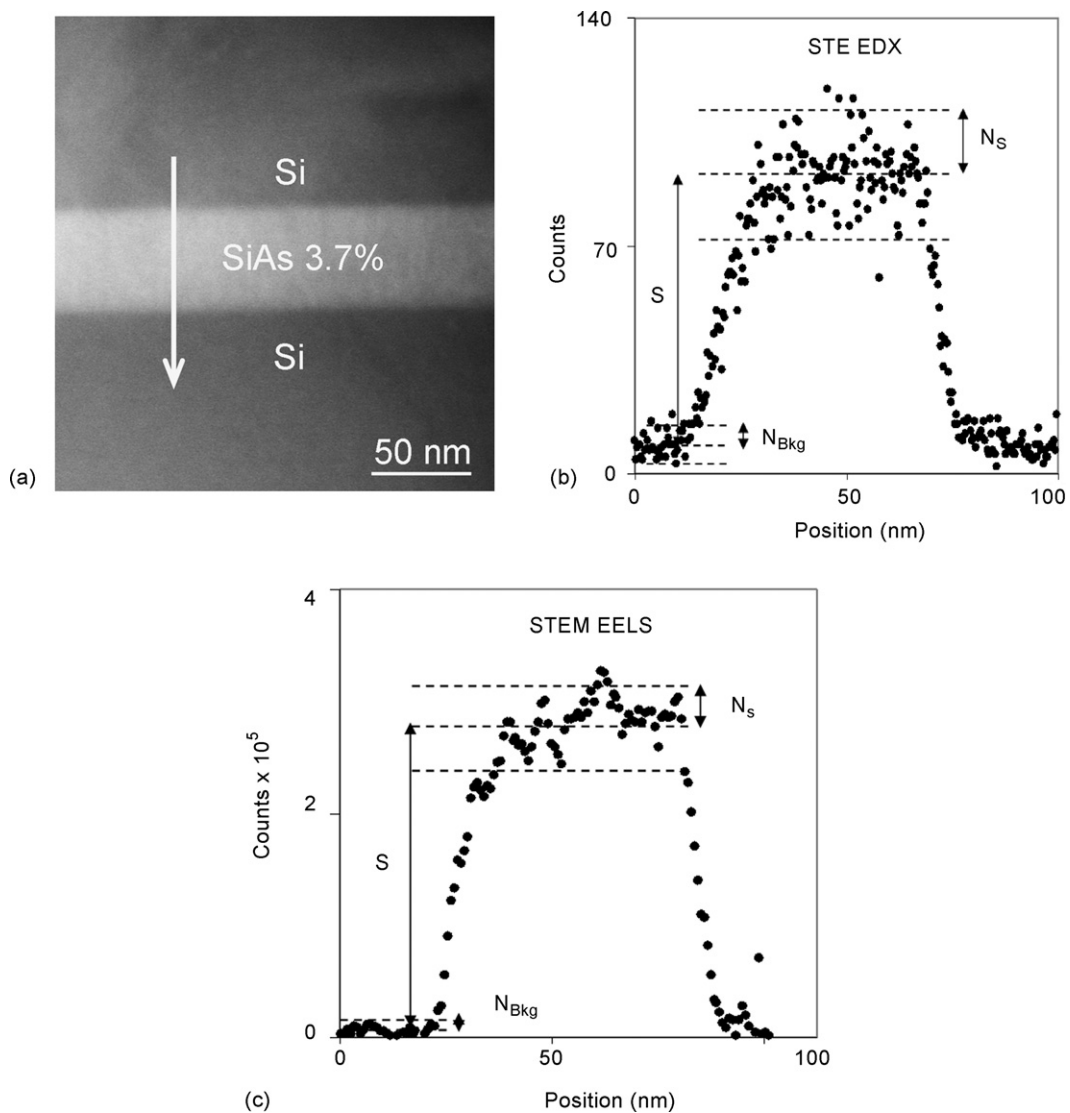 Si
SiAs 3.7%
Si
50 nm
(a)
140
STE EDX
N_S
Counts
70
S
N_Bkg
0
(b)
0
50
100
Position (nm)
4
STEM EELS
N_s
Counts x 10^5
2
S
N_Bkg
0
0
50
100
(c)
Position (nm)